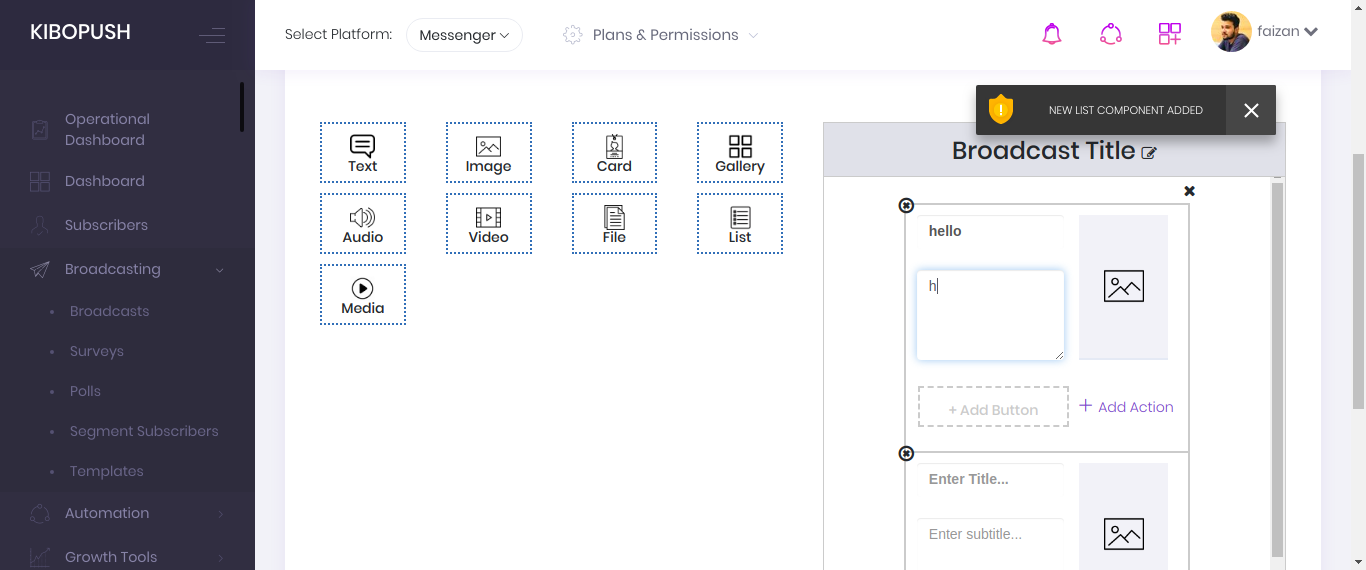 KIBOPUSH
Select Platform:
Messenger
Plans & Permissions
faizan
NEW LIST COMPONENT ADDED
Operational
Dashboard
Dashboard
Subscribers
Broadcasting
Broadcasts
Surveys
Polls
Segment Subscribers
Templates
Automation
Growth Tools
Text
Image
Card
Gallery
Audio
Video
File
List
Media
Broadcast Title
hello
h
+ Add Button
+ Add Action
Enter Title...
Enter subtitle...